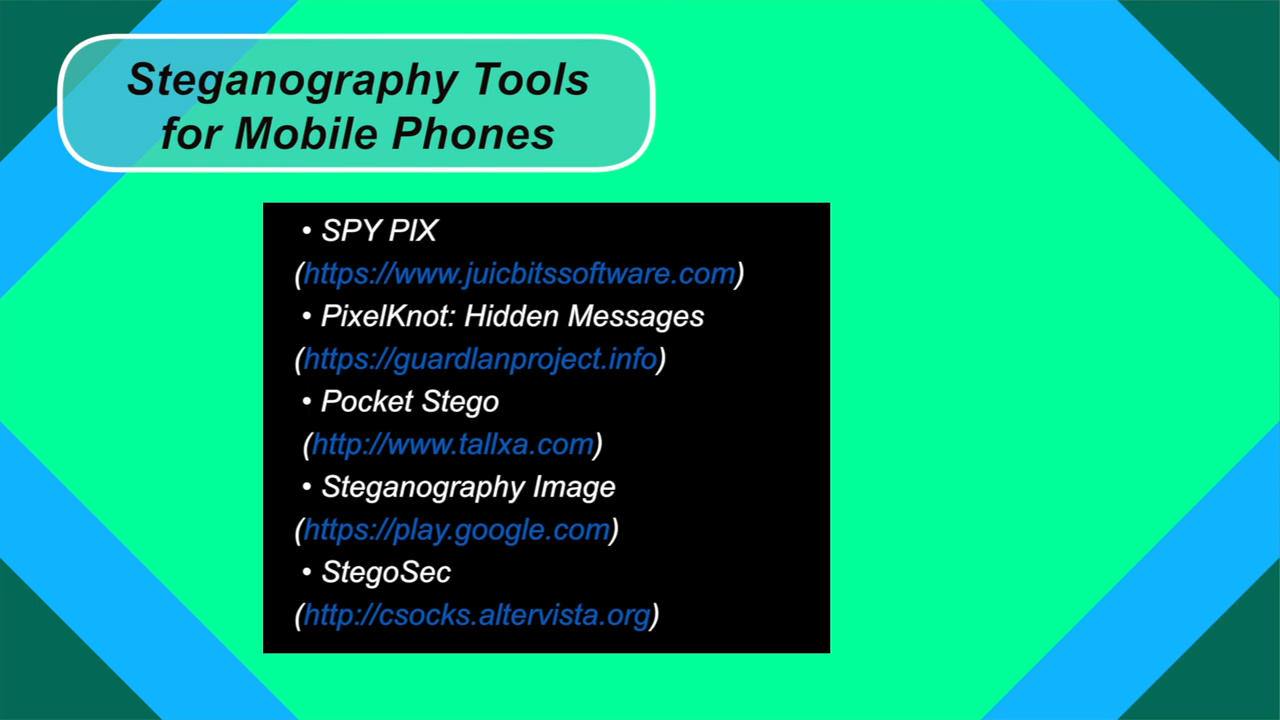 Steganography Tools
for Mobile Phones
• SPY PIX
(https://www.juicbitssoftware.com)
• PixelKnot: Hidden Messages
(https://guardlanproject.info)
• Pocket Stego
(http://www.tallxa.com)
• Steganography Image
(https://play.google.com)
• StegoSec
(http://csocks.altervista.org)